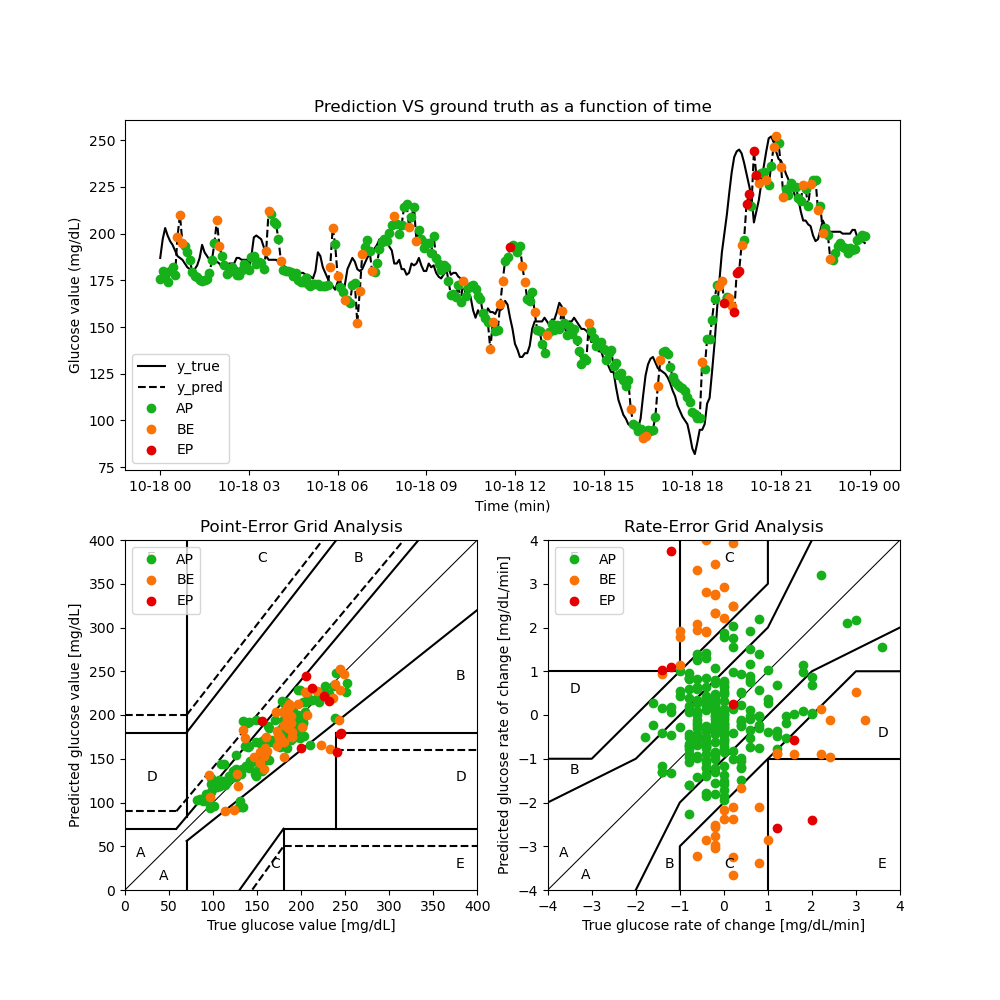 Prediction VS ground truth as a function of time
Glucose value (mg/dL)
250
225
200
175
150
125
100
75
y_true
y_pred
AP
BE
EP
10-18 00 10-18 03 10-18 06 10-18 09 10-18 12 10-18 15 10-18 18 10-18 21 10-19 00
Time (min)
Point-Error Grid Analysis
Predicted glucose value [mg/dL]
400
350
300
250
200
150
100
50
0
AP
BE
EP
C
B
B
D
D
A
A
C
E
0 50 100 150 200 250 300 350 400
True glucose value [mg/dL]
Rate-Error Grid Analysis
Predicted glucose rate of change [mg/dL/min]
4
3
2
1
0
−1
−2
−3
−4
AP
BE
EP
C
D
D
B
A
A
B
C
E
−4 −3 −2 −1 0 1 2 3 4
True glucose rate of change [mg/dL/min]